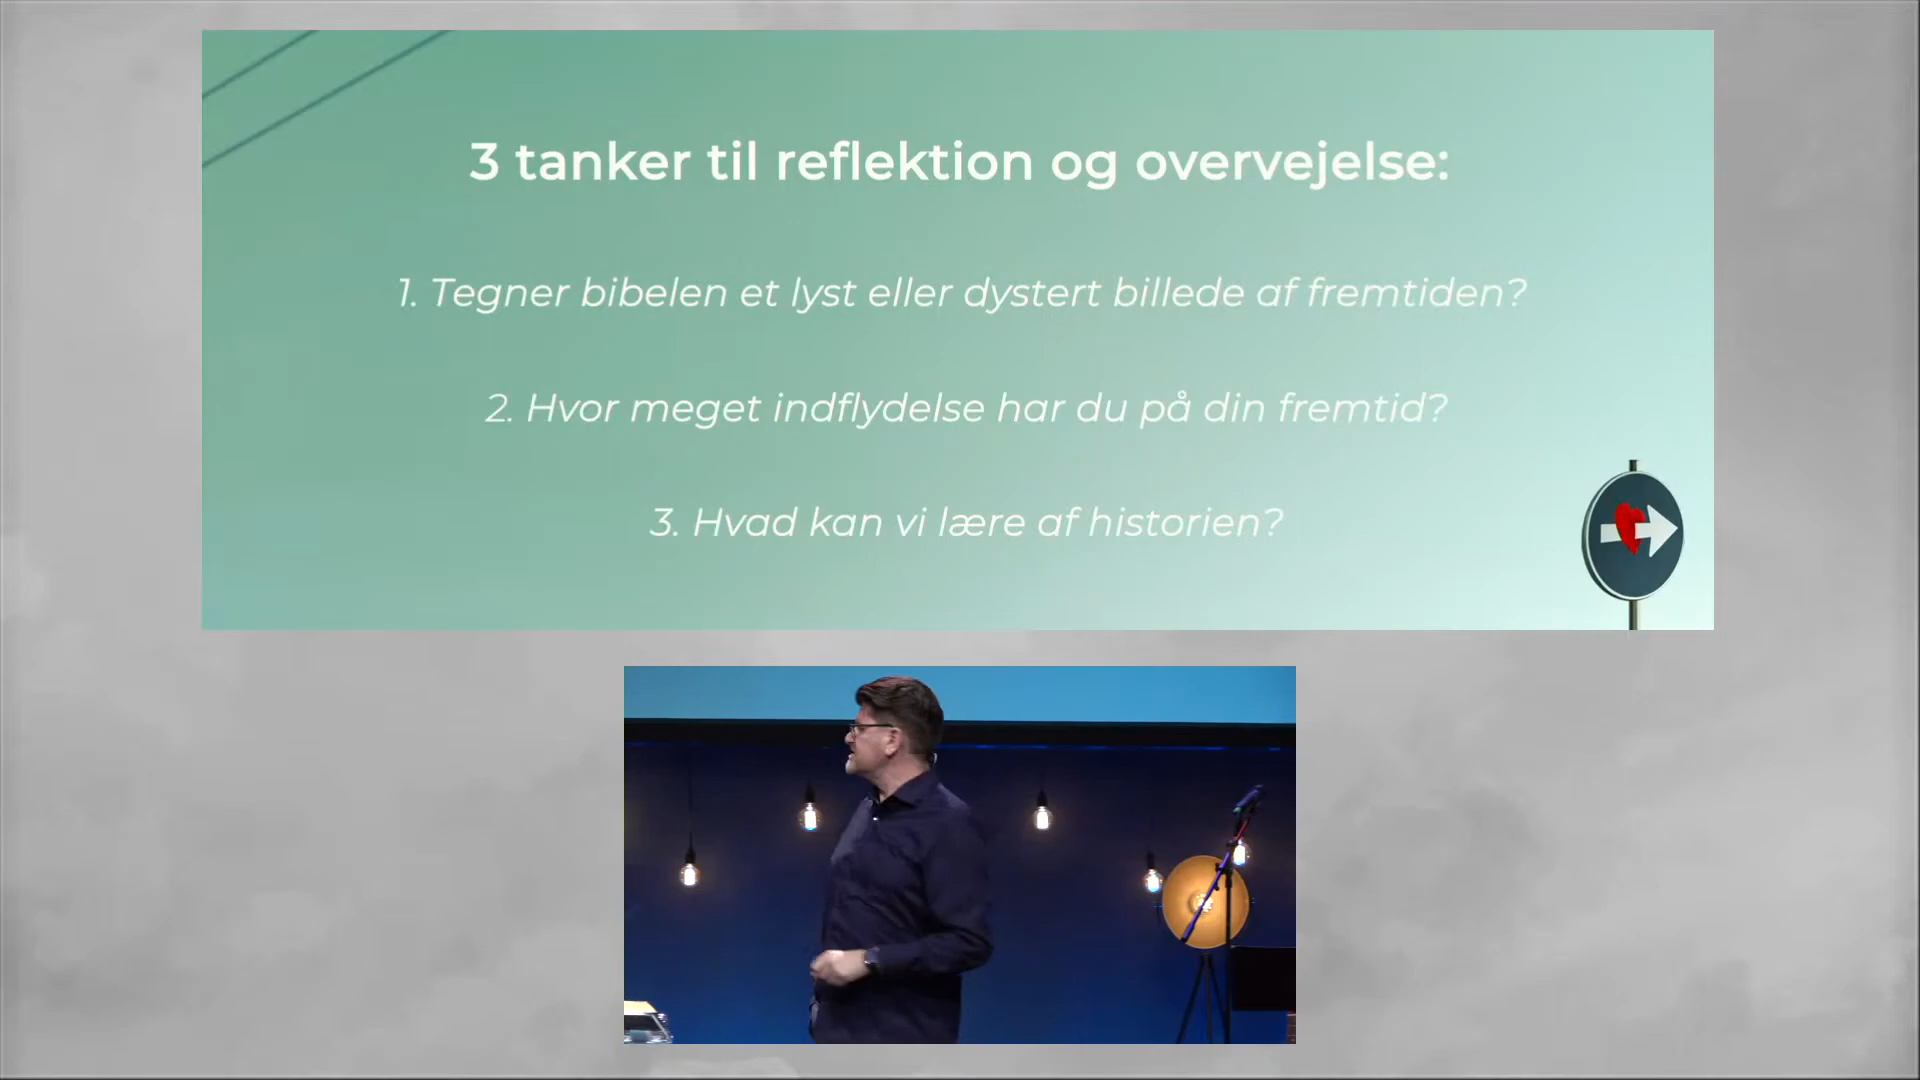 3 tanker til reflektion og overvejelse:
1. Tegner bibelen et lyst eller dystert billede af fremtiden?
2. Hvor meget indflydelse har du på din fremtid?
3. Hvad kan vi lære af historien?